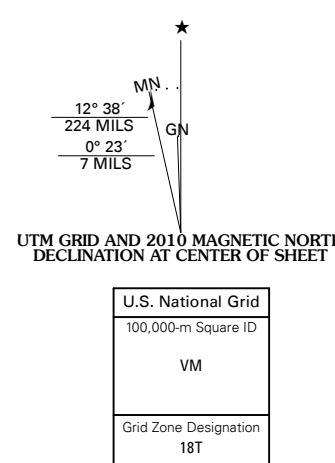 ★
MN
12° 38´
224 MILS
GN
0° 23´
7 MILS
UTM GRID AND 2010 MAGNETIC NORTH
DECLINATION AT CENTER OF SHEET
U.S. National Grid
100,000-m Square ID
VM
Grid Zone Designation
18T